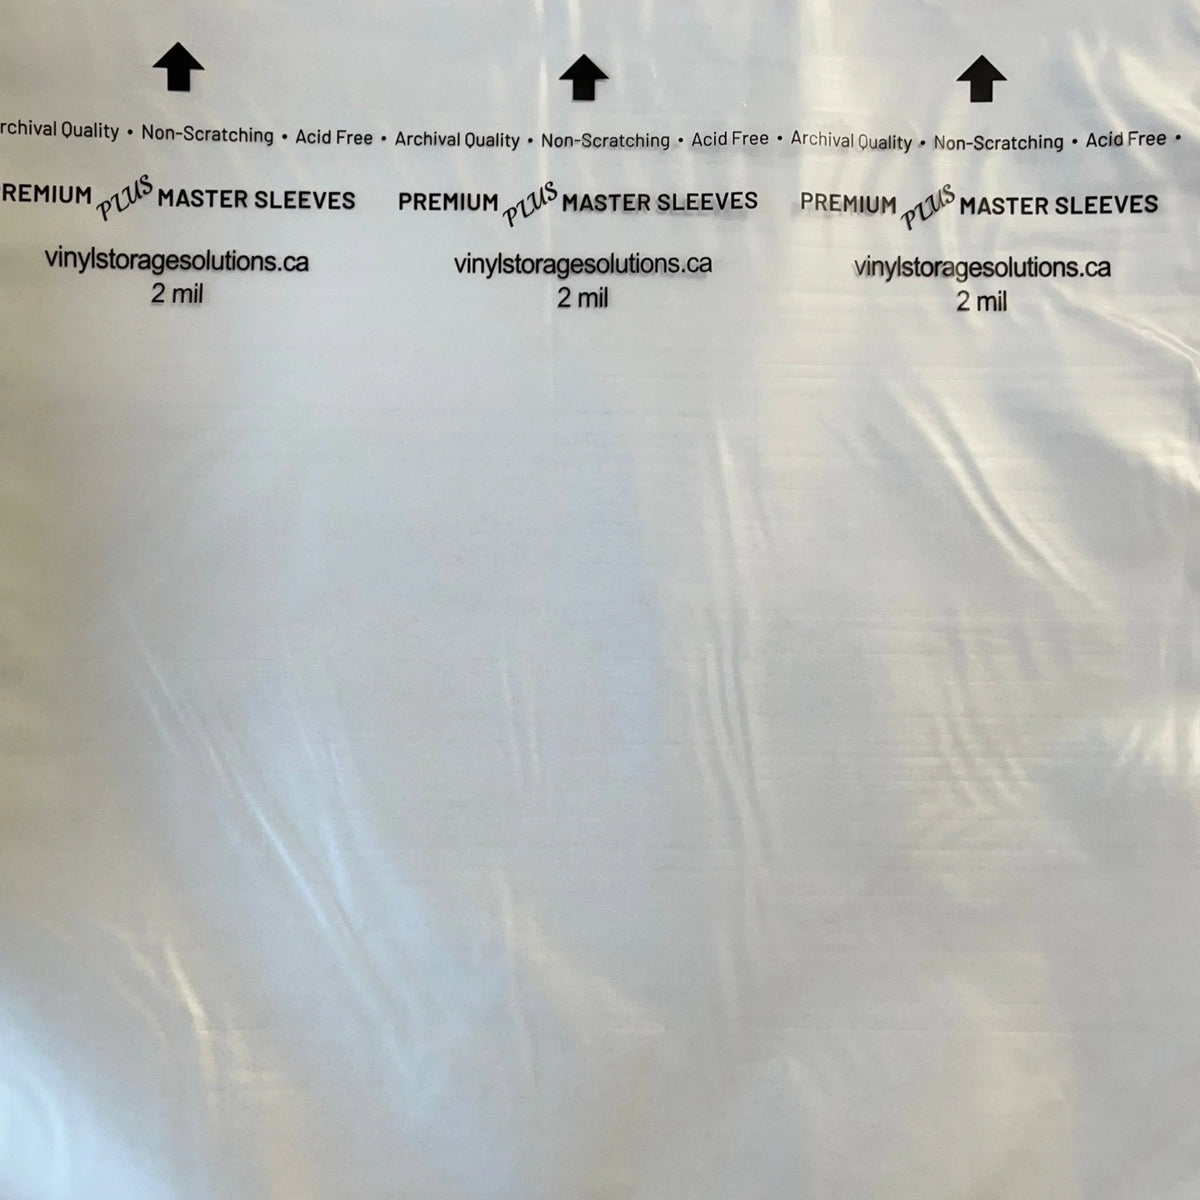 rchival Quality • Non-Scratching • Acid Free • Archival Quality • Non-Scratching • Acid Free • Archival Quality • Non-Scratching • Acid Free •
REMIUM PLUS MASTER SLEEVES PREMIUM PLUS MASTER SLEEVES PREMIUM PLUS MASTER SLEEVES
vinylstoragesolutions.ca vinylstoragesolutions.ca vinylstoragesolutions.ca
2 mil 2 mil 2 mil